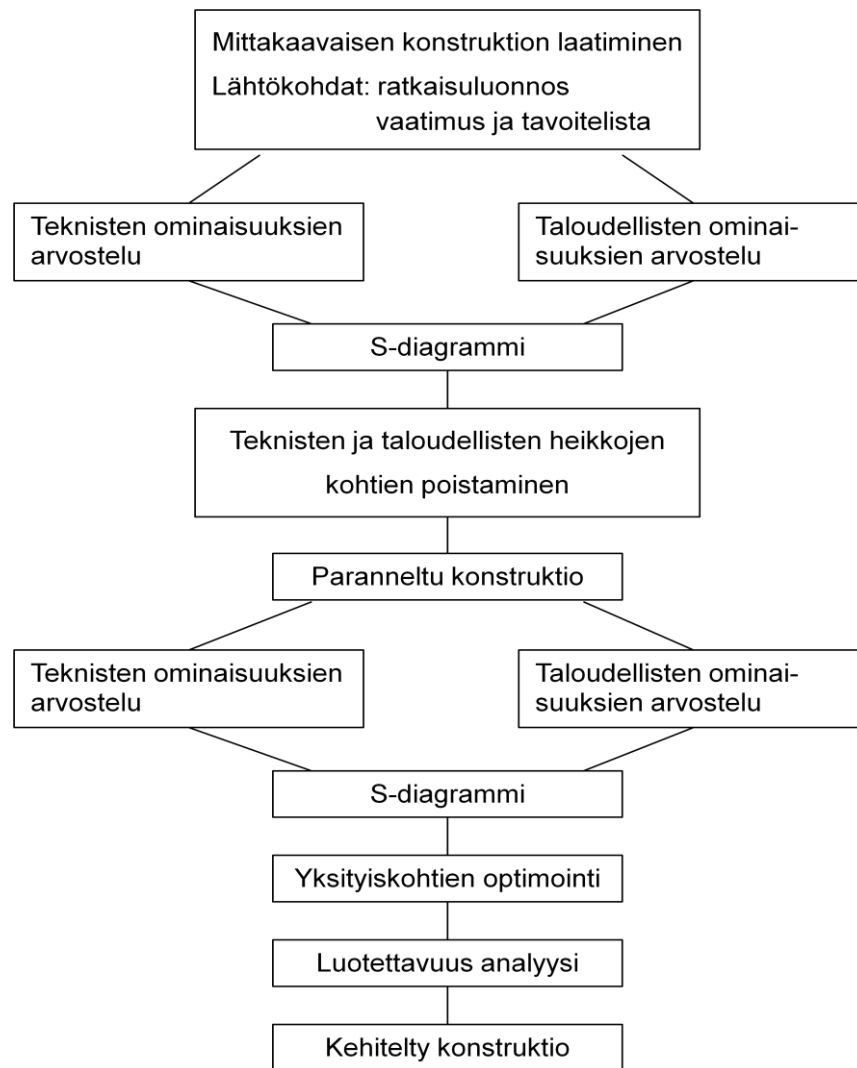 Mittakaavaisen konstruktion laatiminen
Lähtökohdat: ratkaisuluonnos
vaatimus ja tavoitelista
Teknisten ominaisuuksien
arvostelu
Taloudellisten ominai-
suuksien arvostelu
S-diagrammi
Teknisten ja taloudellisten heikkojen
kohtien poistaminen
Paranneltu konstruktio
Teknisten ominaisuuksien
arvostelu
Taloudellisten ominai-
suuksien arvostelu
S-diagrammi
Yksityiskohtien optimointi
Luotettavuus analyysi
Kehitelty konstruktio